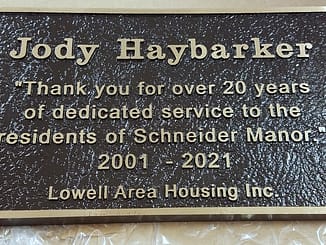 Jody Haybarker
"Thank you for over 20 years
of dedicated service to the
residents of Schneider Manor."
2001 - 2021
Lowell Area Housing Inc.